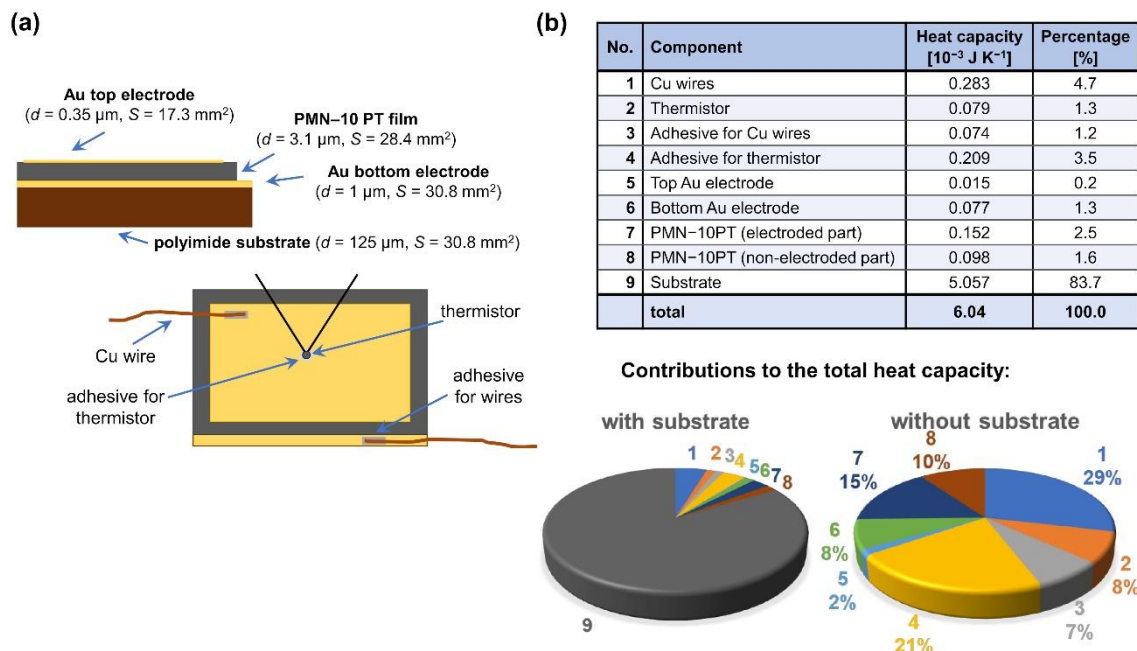 (a)
Au top electrode
(d = 0.35 µm, S = 17.3 mm²)
PMN–10 PT film
(d = 3.1 µm, S = 28.4 mm²)
Au bottom electrode
(d = 1 µm, S = 30.8 mm²)
polyimide substrate (d = 125 µm, S = 30.8 mm²)
thermistor
Cu wire
adhesive for
thermistor
adhesive
for wires
(b)
No. Component Heat capacity [10⁻³ J K⁻¹] Percentage [%]
1 Cu wires 0.283 4.7
2 Thermistor 0.079 1.3
3 Adhesive for Cu wires 0.074 1.2
4 Adhesive for thermistor 0.209 3.5
5 Top Au electrode 0.015 0.2
6 Bottom Au electrode 0.077 1.3
7 PMN−10PT (electroded part) 0.152 2.5
8 PMN−10PT (non-electroded part) 0.098 1.6
9 Substrate 5.057 83.7
total 6.04 100.0
Contributions to the total heat capacity:
with substrate
1 2 3 4 5 6 7 8
9
without substrate
1
29%
2
8%
3
7%
4
21%
5
2%
6
8%
7
15%
8
10%